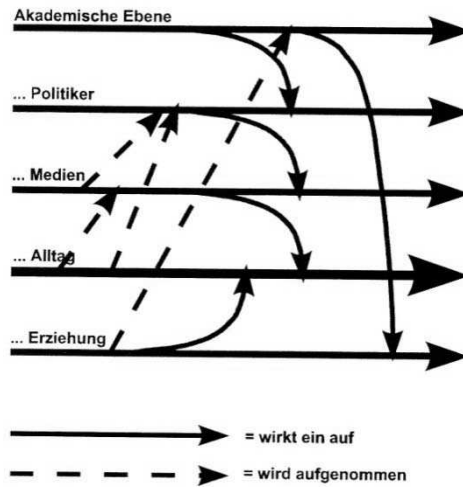 Akademische Ebene
... Politiker
... Medien
... Alltag
... Erziehung
= wirkt ein auf
= wird aufgenommen